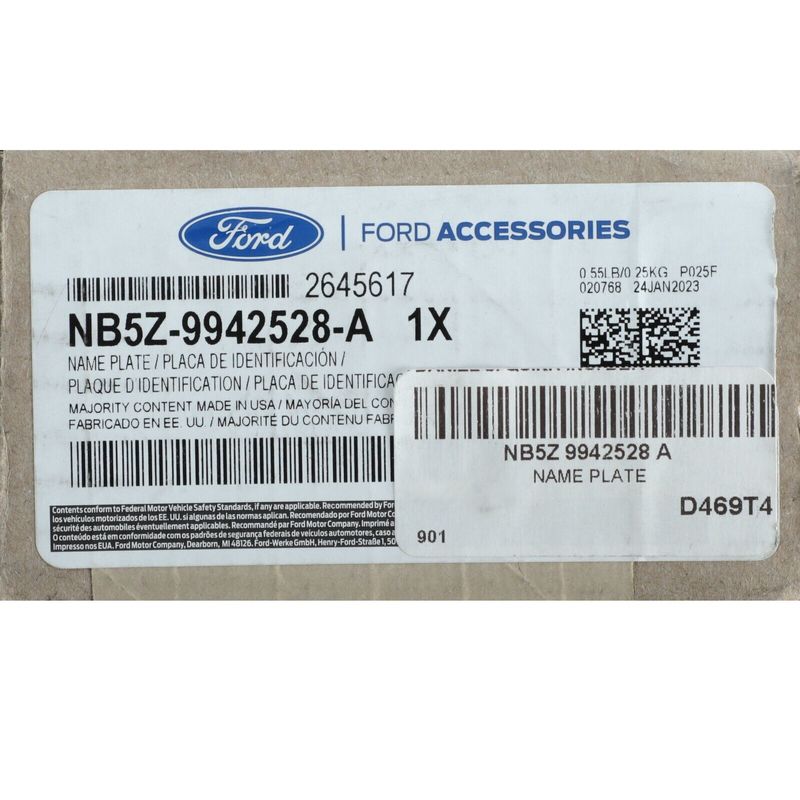 Ford | FORD ACCESSORIES
0.55LB/0.25KG P025F
020768 24JAN2023
2645617
NB5Z-9942528-A 1X
NAME PLATE / PLACA DE IDENTIFICACIÓN /
PLAQUE D'IDENTIFICATION / PLACA DE IDENTIFICAÇ
MAJORITY CONTENT MADE IN USA / MAYORÍA DEL CON
FABRICADO EN EE. UU. / MAJORITÉ DU CONTENU FABR
Contents conform to Federal Motor Vehicle Safety Standards, if any are applicable. Recommended by For
los vehículos motorizados de los EE. UU. si algunas de las normas aplican. Recomendado por Ford Motor C
sécurité des automobiles éventuellement applicables. Recommandé par Ford Motor Company. Imprimé a
O conteúdo está em conformidade com os padrões de segurança federais de veículos automotores, caso a
Impresso nos EUA. Ford Motor Company, Dearborn, MI 48126. Ford-Werke GmbH, Henry-Ford-Straße 1, 50
NB5Z 9942528 A
NAME PLATE
D469T4
901